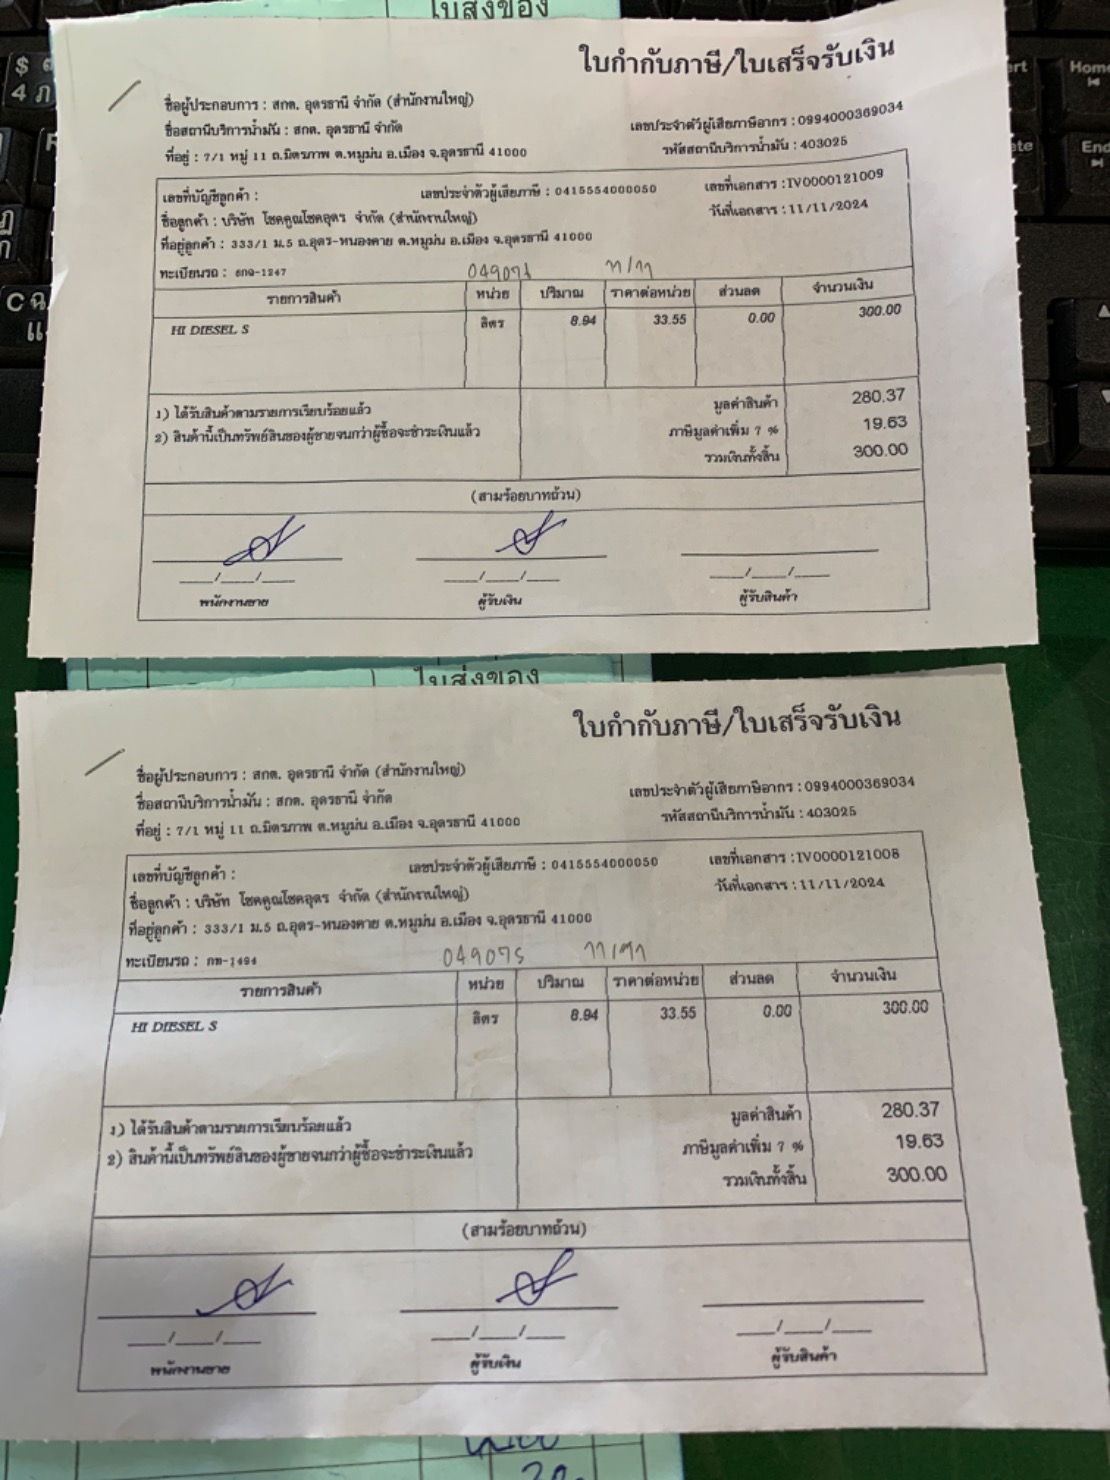 ใบส่งของ
ใบกำกับภาษี/ใบเสร็จรับเงิน
ชื่อผู้ประกอบการ : สกต. อุดรธานี จำกัด (สำนักงานใหญ่)
ชื่อสถานีบริการน้ำมัน : สกต. อุดรธานี จำกัด
เลขประจำตัวผู้เสียภาษีอากร : 0994000369034
ที่อยู่ : 7/1 หมู่ 11 ถ.มิตรภาพ ต.หมูม่น อ.เมือง จ.อุดรธานี 41000
รหัสสถานีบริการน้ำมัน : 403025
เลขที่บัญชีลูกค้า : เลขประจำตัวผู้เสียภาษี : 0415554000050 เลขที่เอกสาร : IV0000121009
ชื่อลูกค้า : บริษัท โชคคูณโชคอุดร จำกัด (สำนักงานใหญ่) วันที่เอกสาร : 11/11/2024
ที่อยู่ลูกค้า : 333/1 ม.5 ถ.อุดร-หนองคาย ต.หมูม่น อ.เมือง จ.อุดรธานี 41000
ทะเบียนรถ :
รายการสินค้า หน่วย ปริมาณ ราคาต่อหน่วย ส่วนลด จำนวนเงิน
HI DIESEL S ลิตร 8.94 33.55 0.00 300.00
1) ได้รับสินค้าตามรายการเรียบร้อยแล้ว มูลค่าสินค้า 280.37
2) สินค้านี้เป็นทรัพย์สินของผู้ขายจนกว่าผู้ซื้อจะชำระเงินแล้ว ภาษีมูลค่าเพิ่ม 7 % 19.63
รวมเงินทั้งสิ้น 300.00
(สามร้อยบาทถ้วน)
พนักงานขาย ผู้รับเงิน ผู้รับสินค้า
ใบส่งของ
ใบกำกับภาษี/ใบเสร็จรับเงิน
ชื่อผู้ประกอบการ : สกต. อุดรธานี จำกัด (สำนักงานใหญ่)
ชื่อสถานีบริการน้ำมัน : สกต. อุดรธานี จำกัด
เลขประจำตัวผู้เสียภาษีอากร : 0994000369034
ที่อยู่ : 7/1 หมู่ 11 ถ.มิตรภาพ ต.หมูม่น อ.เมือง จ.อุดรธานี 41000
รหัสสถานีบริการน้ำมัน : 403025
เลขที่บัญชีลูกค้า : เลขประจำตัวผู้เสียภาษี : 0415554000050 เลขที่เอกสาร : IV0000121008
ชื่อลูกค้า : บริษัท โชคคูณโชคอุดร จำกัด (สำนักงานใหญ่) วันที่เอกสาร : 11/11/2024
ที่อยู่ลูกค้า : 333/1 ม.5 ถ.อุดร-หนองคาย ต.หมูม่น อ.เมือง จ.อุดรธานี 41000
ทะเบียนรถ : 049075
รายการสินค้า หน่วย ปริมาณ ราคาต่อหน่วย ส่วนลด จำนวนเงิน
HI DIESEL S ลิตร 8.94 33.55 0.00 300.00
1) ได้รับสินค้าตามรายการเรียบร้อยแล้ว มูลค่าสินค้า 280.37
2) สินค้านี้เป็นทรัพย์สินของผู้ขายจนกว่าผู้ซื้อจะชำระเงินแล้ว ภาษีมูลค่าเพิ่ม 7 % 19.63
รวมเงินทั้งสิ้น 300.00
(สามร้อยบาทถ้วน)
พนักงานขาย ผู้รับเงิน ผู้รับสินค้า